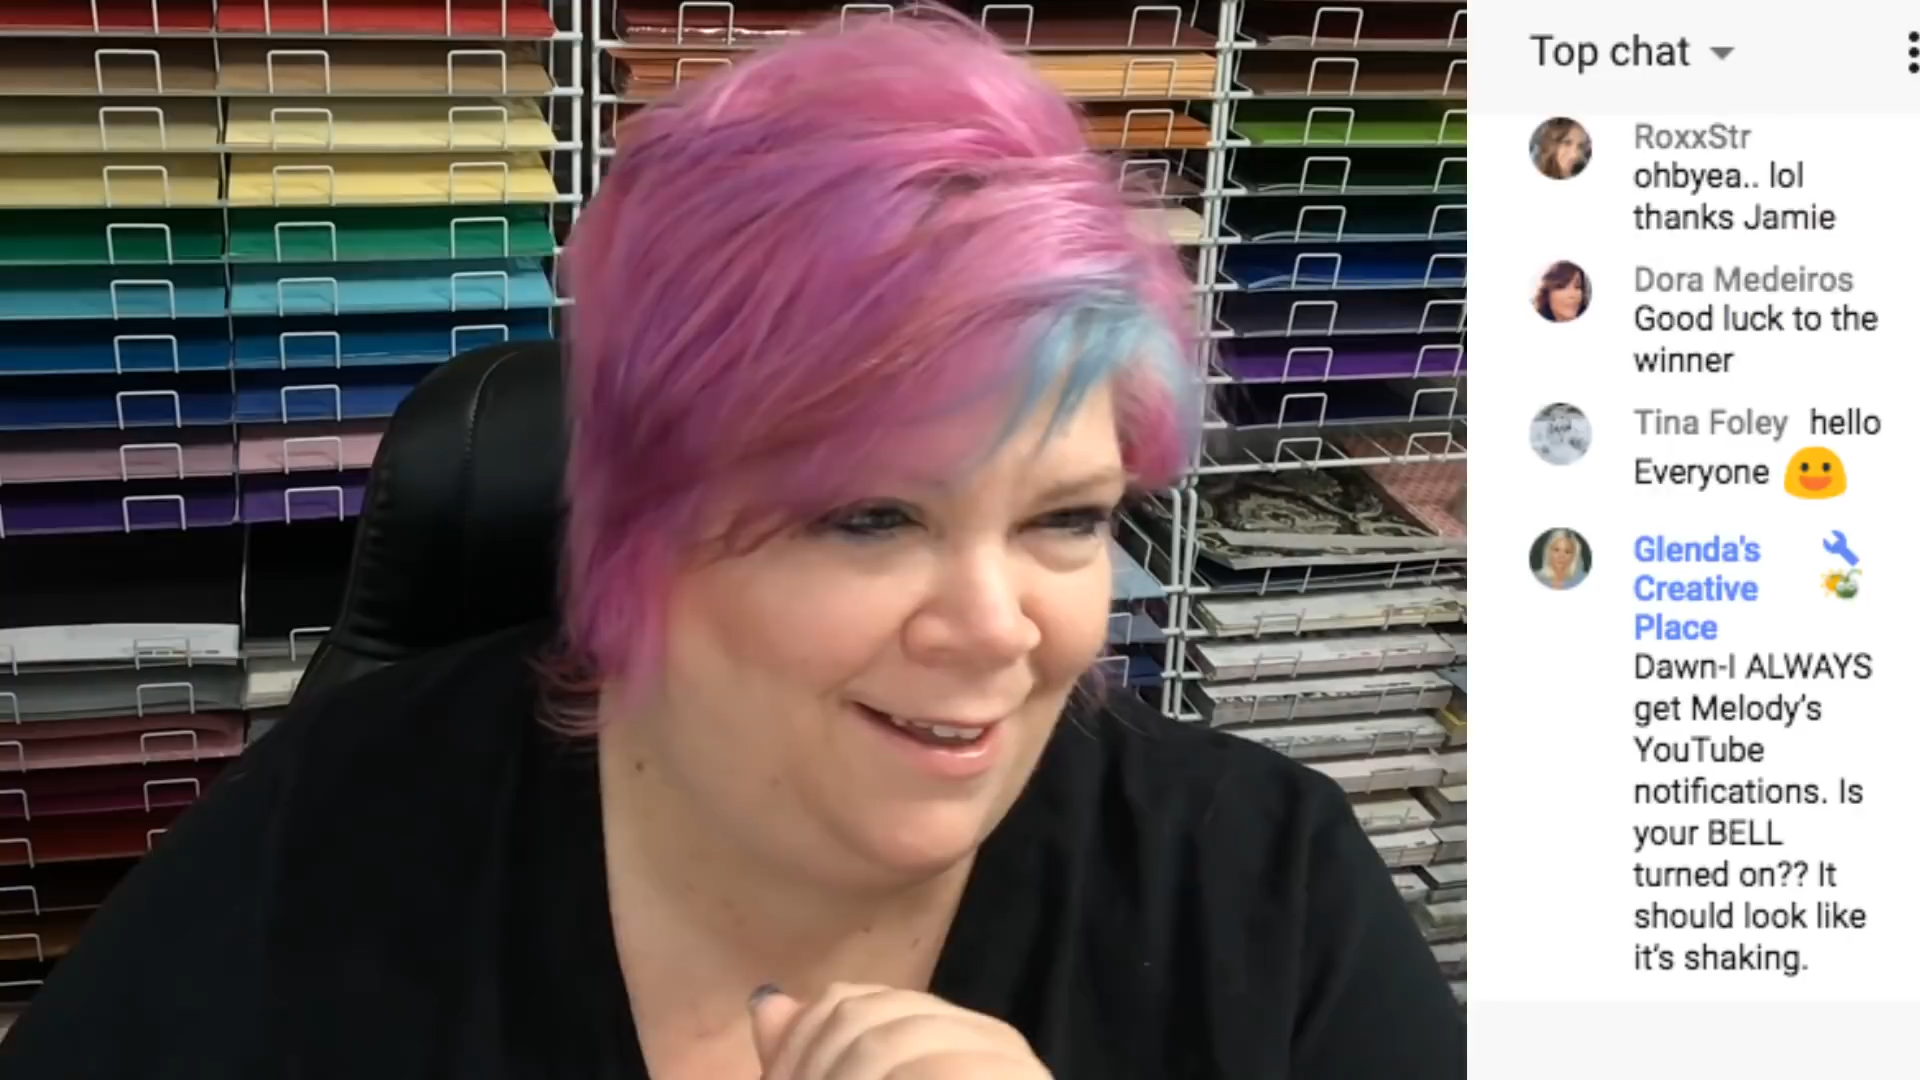 Top chat
RoxxStr
ohbyea.. lol
thanks Jamie
Dora Medeiros
Good luck to the
winner
Tina Foley hello
Everyone
Glenda's
Creative
Place
Dawn-I ALWAYS
get Melody's
YouTube
notifications. Is
your BELL
turned on?? It
should look like
it's shaking.